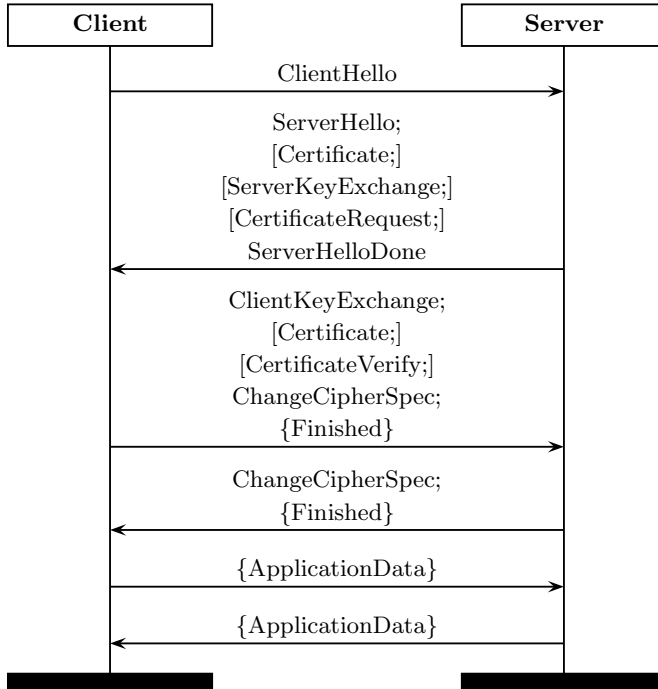 Client
Server
ClientHello
ServerHello;
[Certificate;]
[ServerKeyExchange;]
[CertificateRequest;]
ServerHelloDone
ClientKeyExchange;
[Certificate;]
[CertificateVerify;]
ChangeCipherSpec;
{Finished}
ChangeCipherSpec;
{Finished}
{ApplicationData}
{ApplicationData}